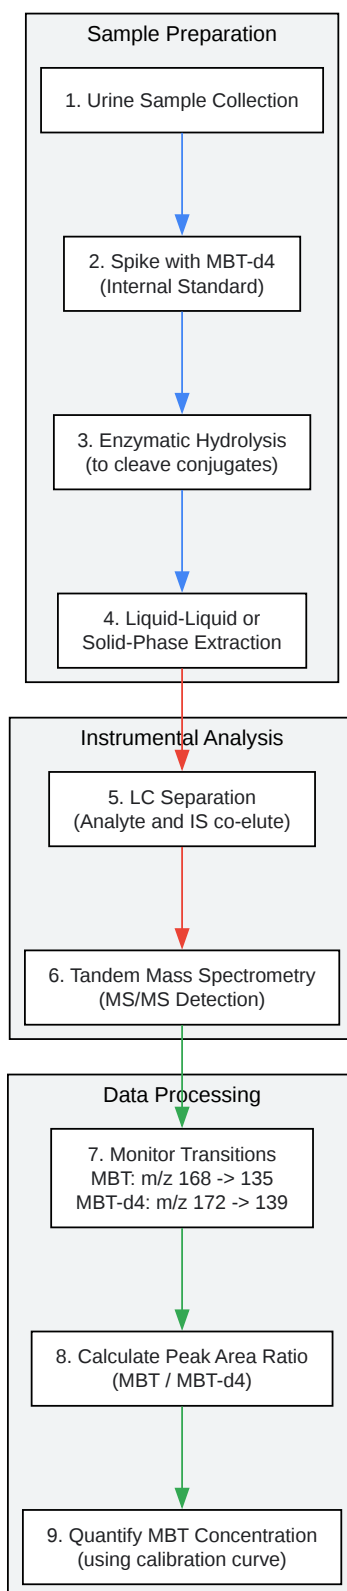 Sample Preparation
1. Urine Sample Collection
2. Spike with MBT-d4
(Internal Standard)
3. Enzymatic Hydrolysis
(to cleave conjugates)
4. Liquid-Liquid or
Solid-Phase Extraction
Instrumental Analysis
5. LC Separation
(Analyte and IS co-elute)
6. Tandem Mass Spectrometry
(MS/MS Detection)
Data Processing
7. Monitor Transitions
MBT: m/z 168 -> 135
MBT-d4: m/z 172 -> 139
8. Calculate Peak Area Ratio
(MBT / MBT-d4)
9. Quantify MBT Concentration
(using calibration curve)